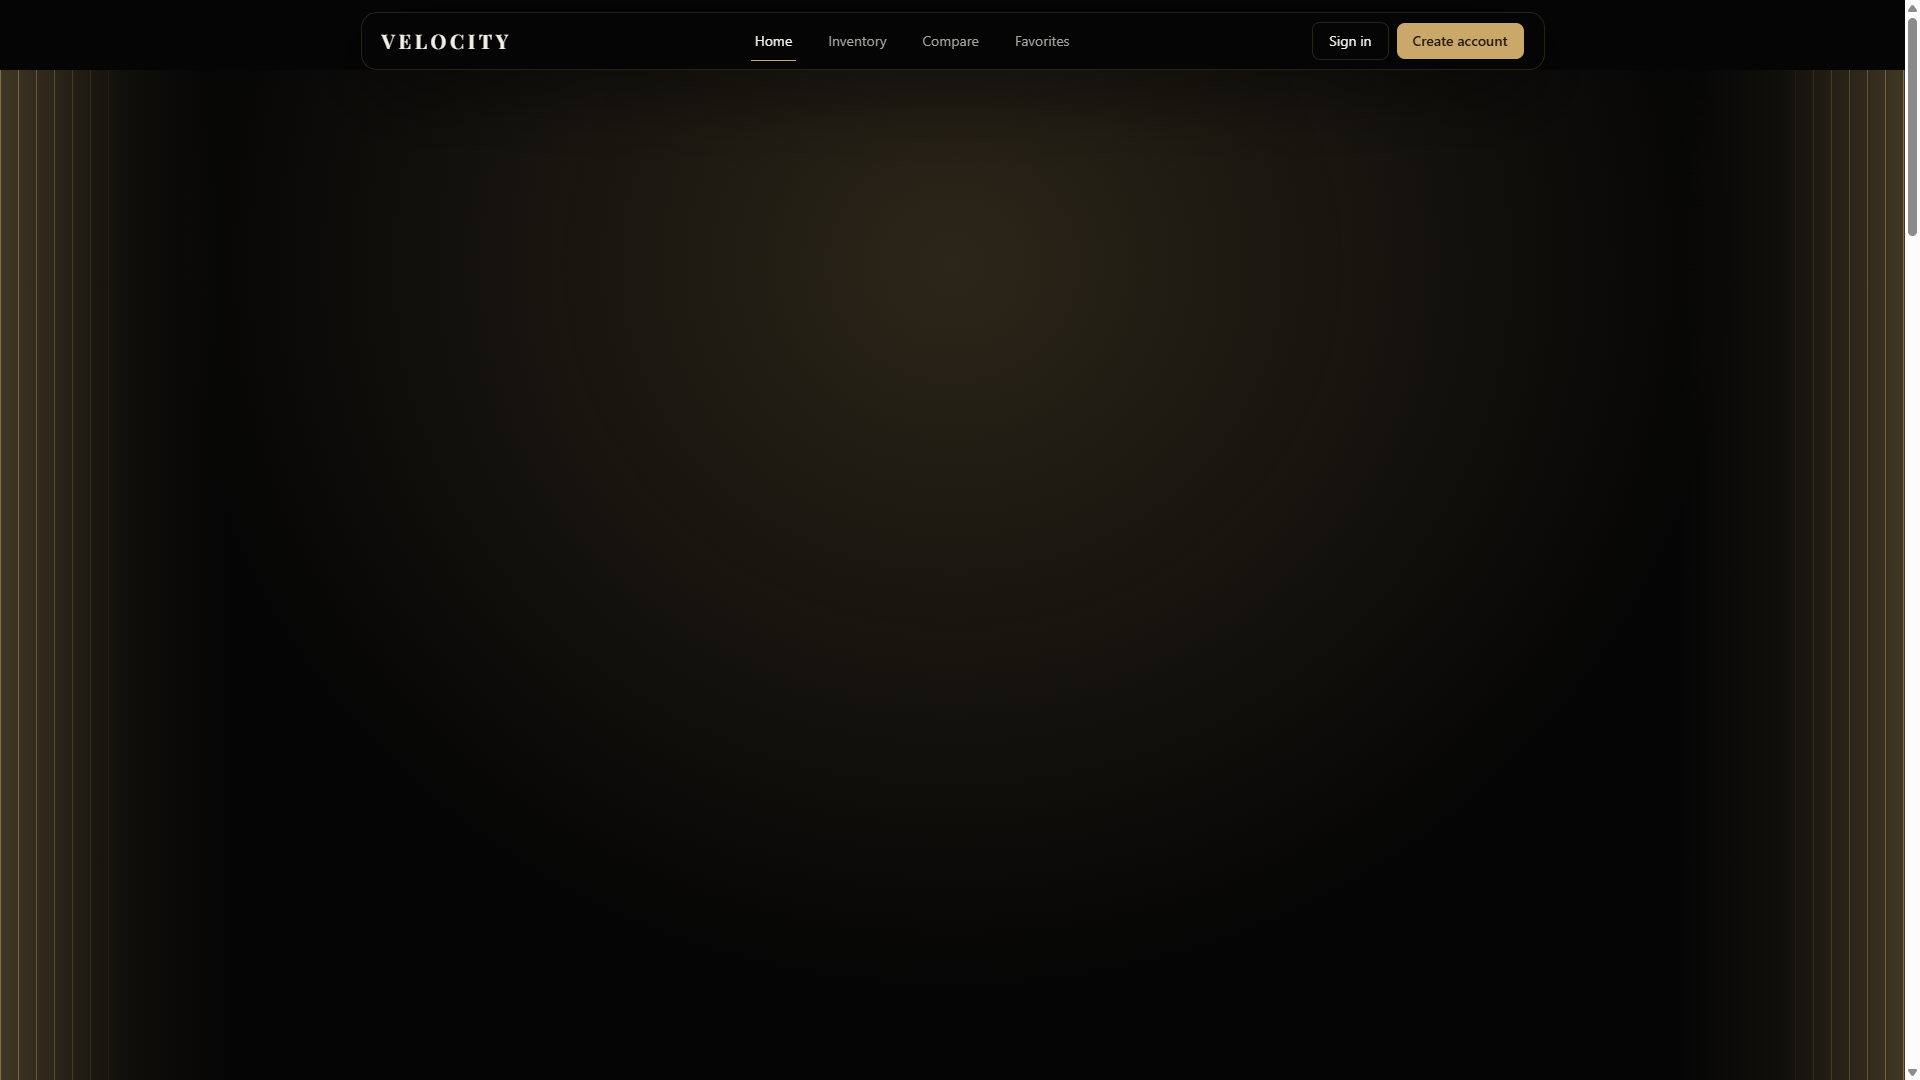 VELOCITY
Home
Inventory
Compare
Favorites
Sign in
Create account